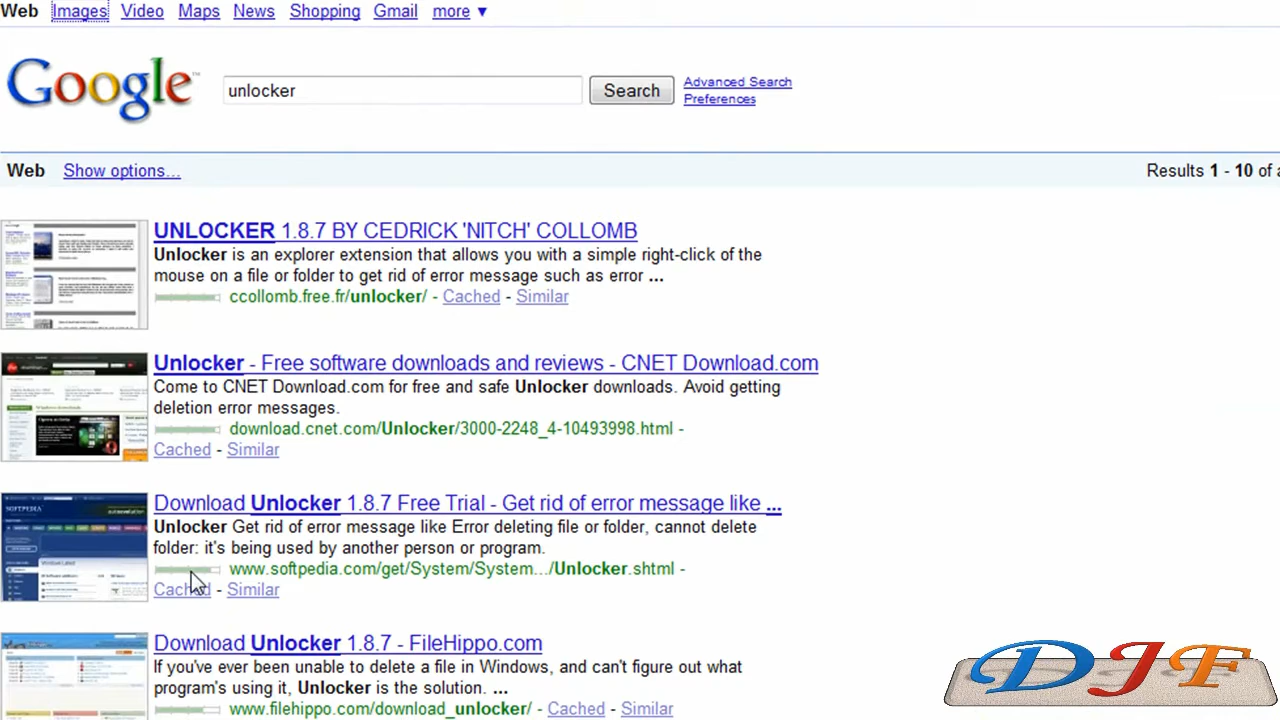 Web Images Video Maps News Shopping Gmail more ▼
Google™ unlocker Search Advanced Search
Preferences
Web Show options... Results 1 - 10 of a
UNLOCKER 1.8.7 BY CEDRICK 'NITCH' COLLOMB
Unlocker is an explorer extension that allows you with a simple right-click of the
mouse on a file or folder to get rid of error message such as error ...
ccollomb.free.fr/unlocker/ - Cached - Similar
Unlocker - Free software downloads and reviews - CNET Download.com
Come to CNET Download.com for free and safe Unlocker downloads. Avoid getting
deletion error messages.
download.cnet.com/Unlocker/3000-2248_4-10493998.html -
Cached - Similar
Download Unlocker 1.8.7 Free Trial - Get rid of error message like ...
Unlocker Get rid of error message like Error deleting file or folder, cannot delete
folder: it's being used by another person or program.
www.softpedia.com/get/System/System.../Unlocker.shtml -
Cached - Similar
SOFTPEDIA
Download Unlocker 1.8.7 - FileHippo.com
If you've ever been unable to delete a file in Windows, and can't figure out what
program's using it, Unlocker is the solution. ...
www.filehippo.com/download_unlocker/ - Cached - Similar
DJF